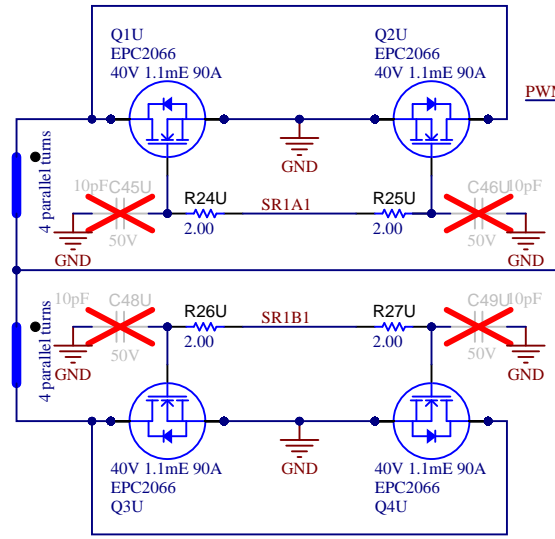 Q1U
EPC2066
40V 1.1mE 90A
Q2U
EPC2066
40V 1.1mE 90A
PWM
GND
4 parallel turns
10pF C45U
50V
GND
R24U
2.00
SR1A1
R25U
2.00
C46U 10pF
50V
GND
4 parallel turns
10pF C48U
50V
GND
R26U
2.00
SR1B1
R27U
2.00
C49U 10pF
50V
GND
GND
40V 1.1mE 90A
EPC2066
Q3U
40V 1.1mE 90A
EPC2066
Q4U